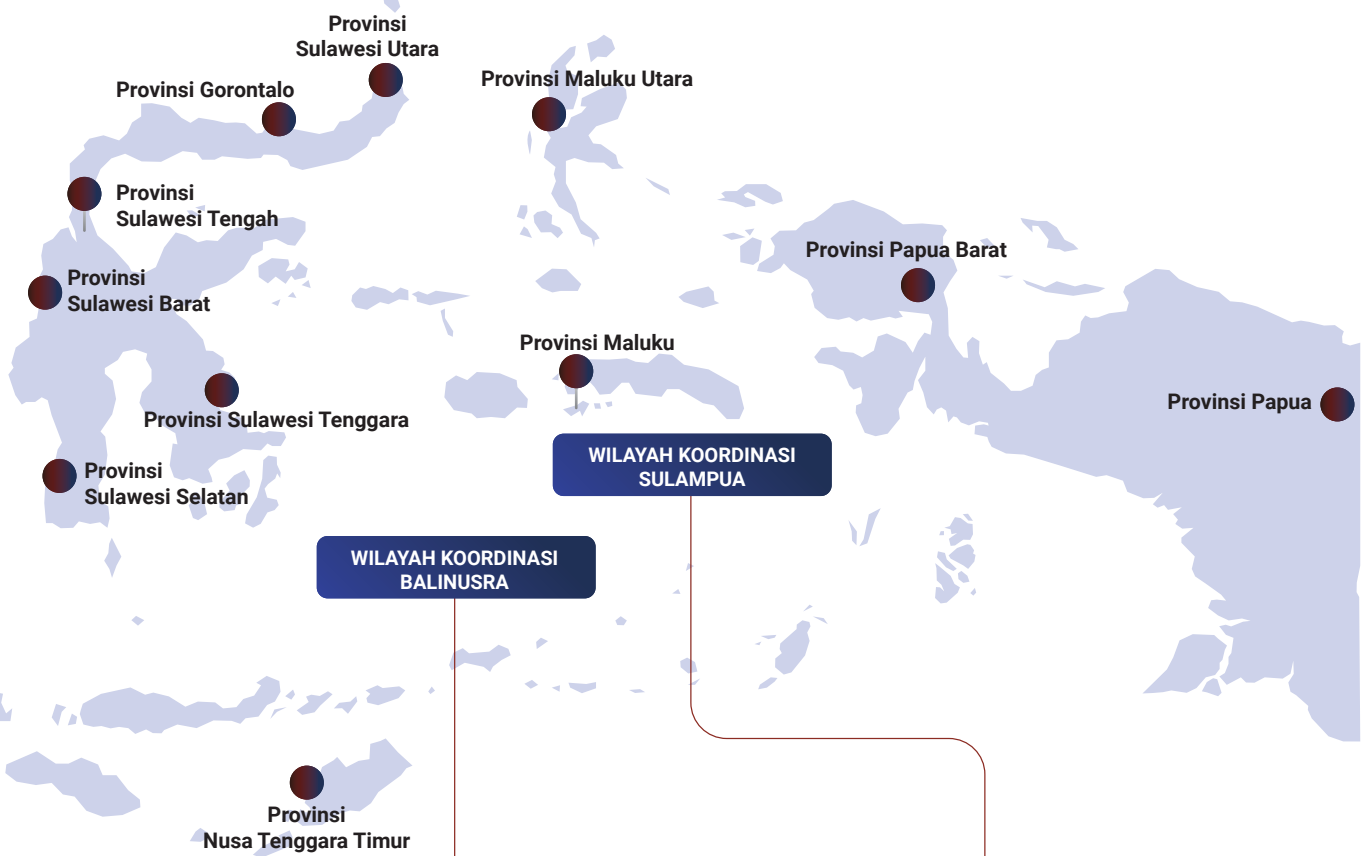 Provinsi
Sulawesi Utara
Provinsi Gorontalo
Provinsi Maluku Utara
Provinsi
Sulawesi Tengah
Provinsi Papua Barat
Provinsi
Sulawesi Barat
Provinsi Maluku
Provinsi Papua
Provinsi Sulawesi Tenggara
WILAYAH KOORDINASI
SULAMPUA
Provinsi
Sulawesi Selatan
WILAYAH KOORDINASI
BALINUSRA
Provinsi
Nusa Tenggara Timur